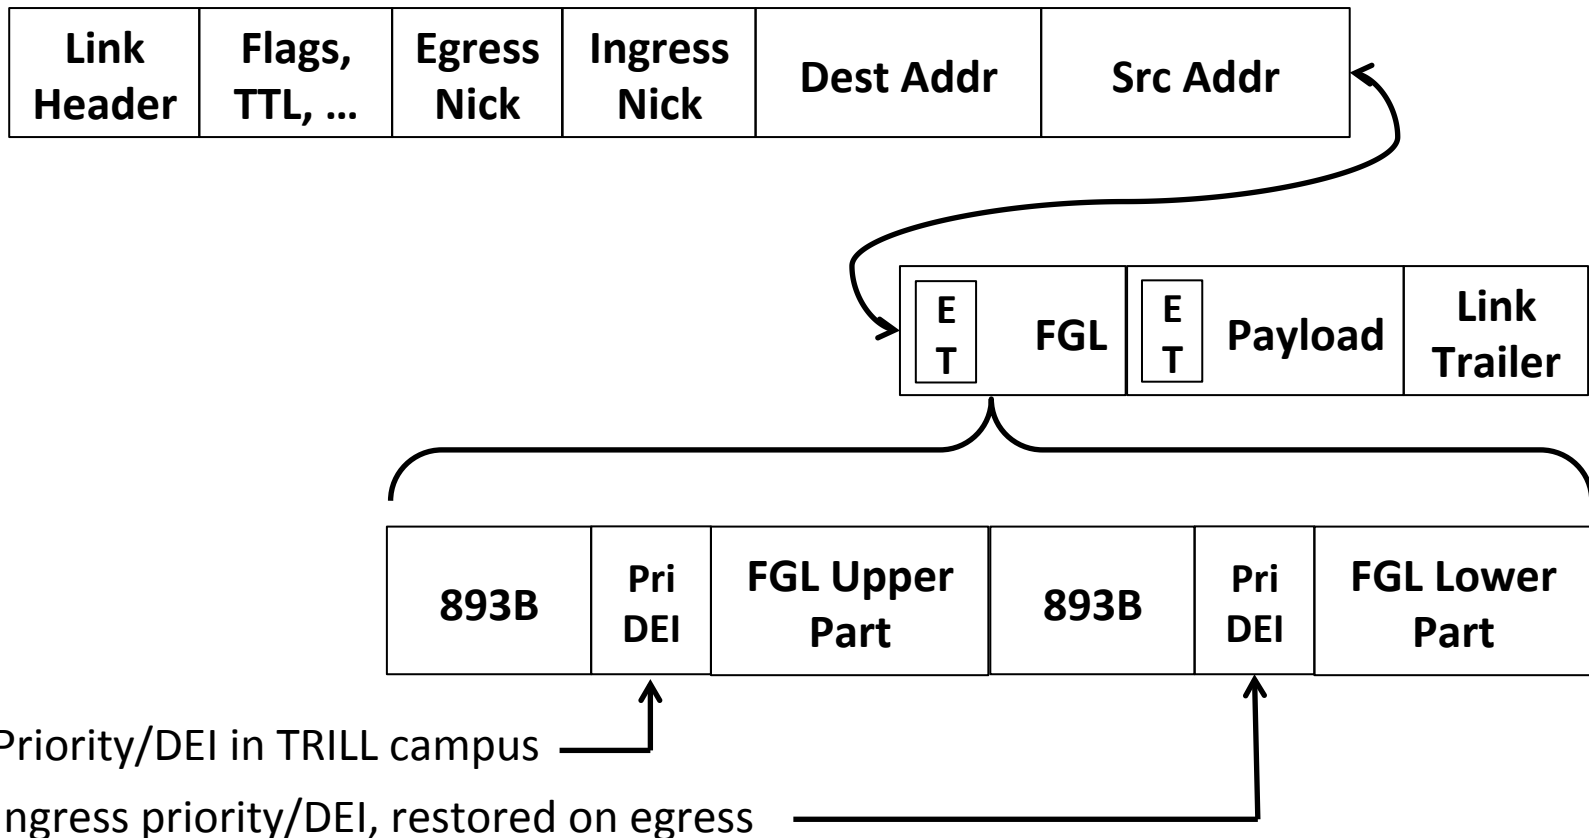 Link Header
Flags, TTL, ...
Egress Nick
Ingress Nick
Dest Addr
Src Addr
ET
FGL
ET
Payload
Link Trailer
893B
Pri DEI
FGL Upper Part
893B
Pri DEI
FGL Lower Part
Priority/DEI in TRILL campus
ngress priority/DEI, restored on egress